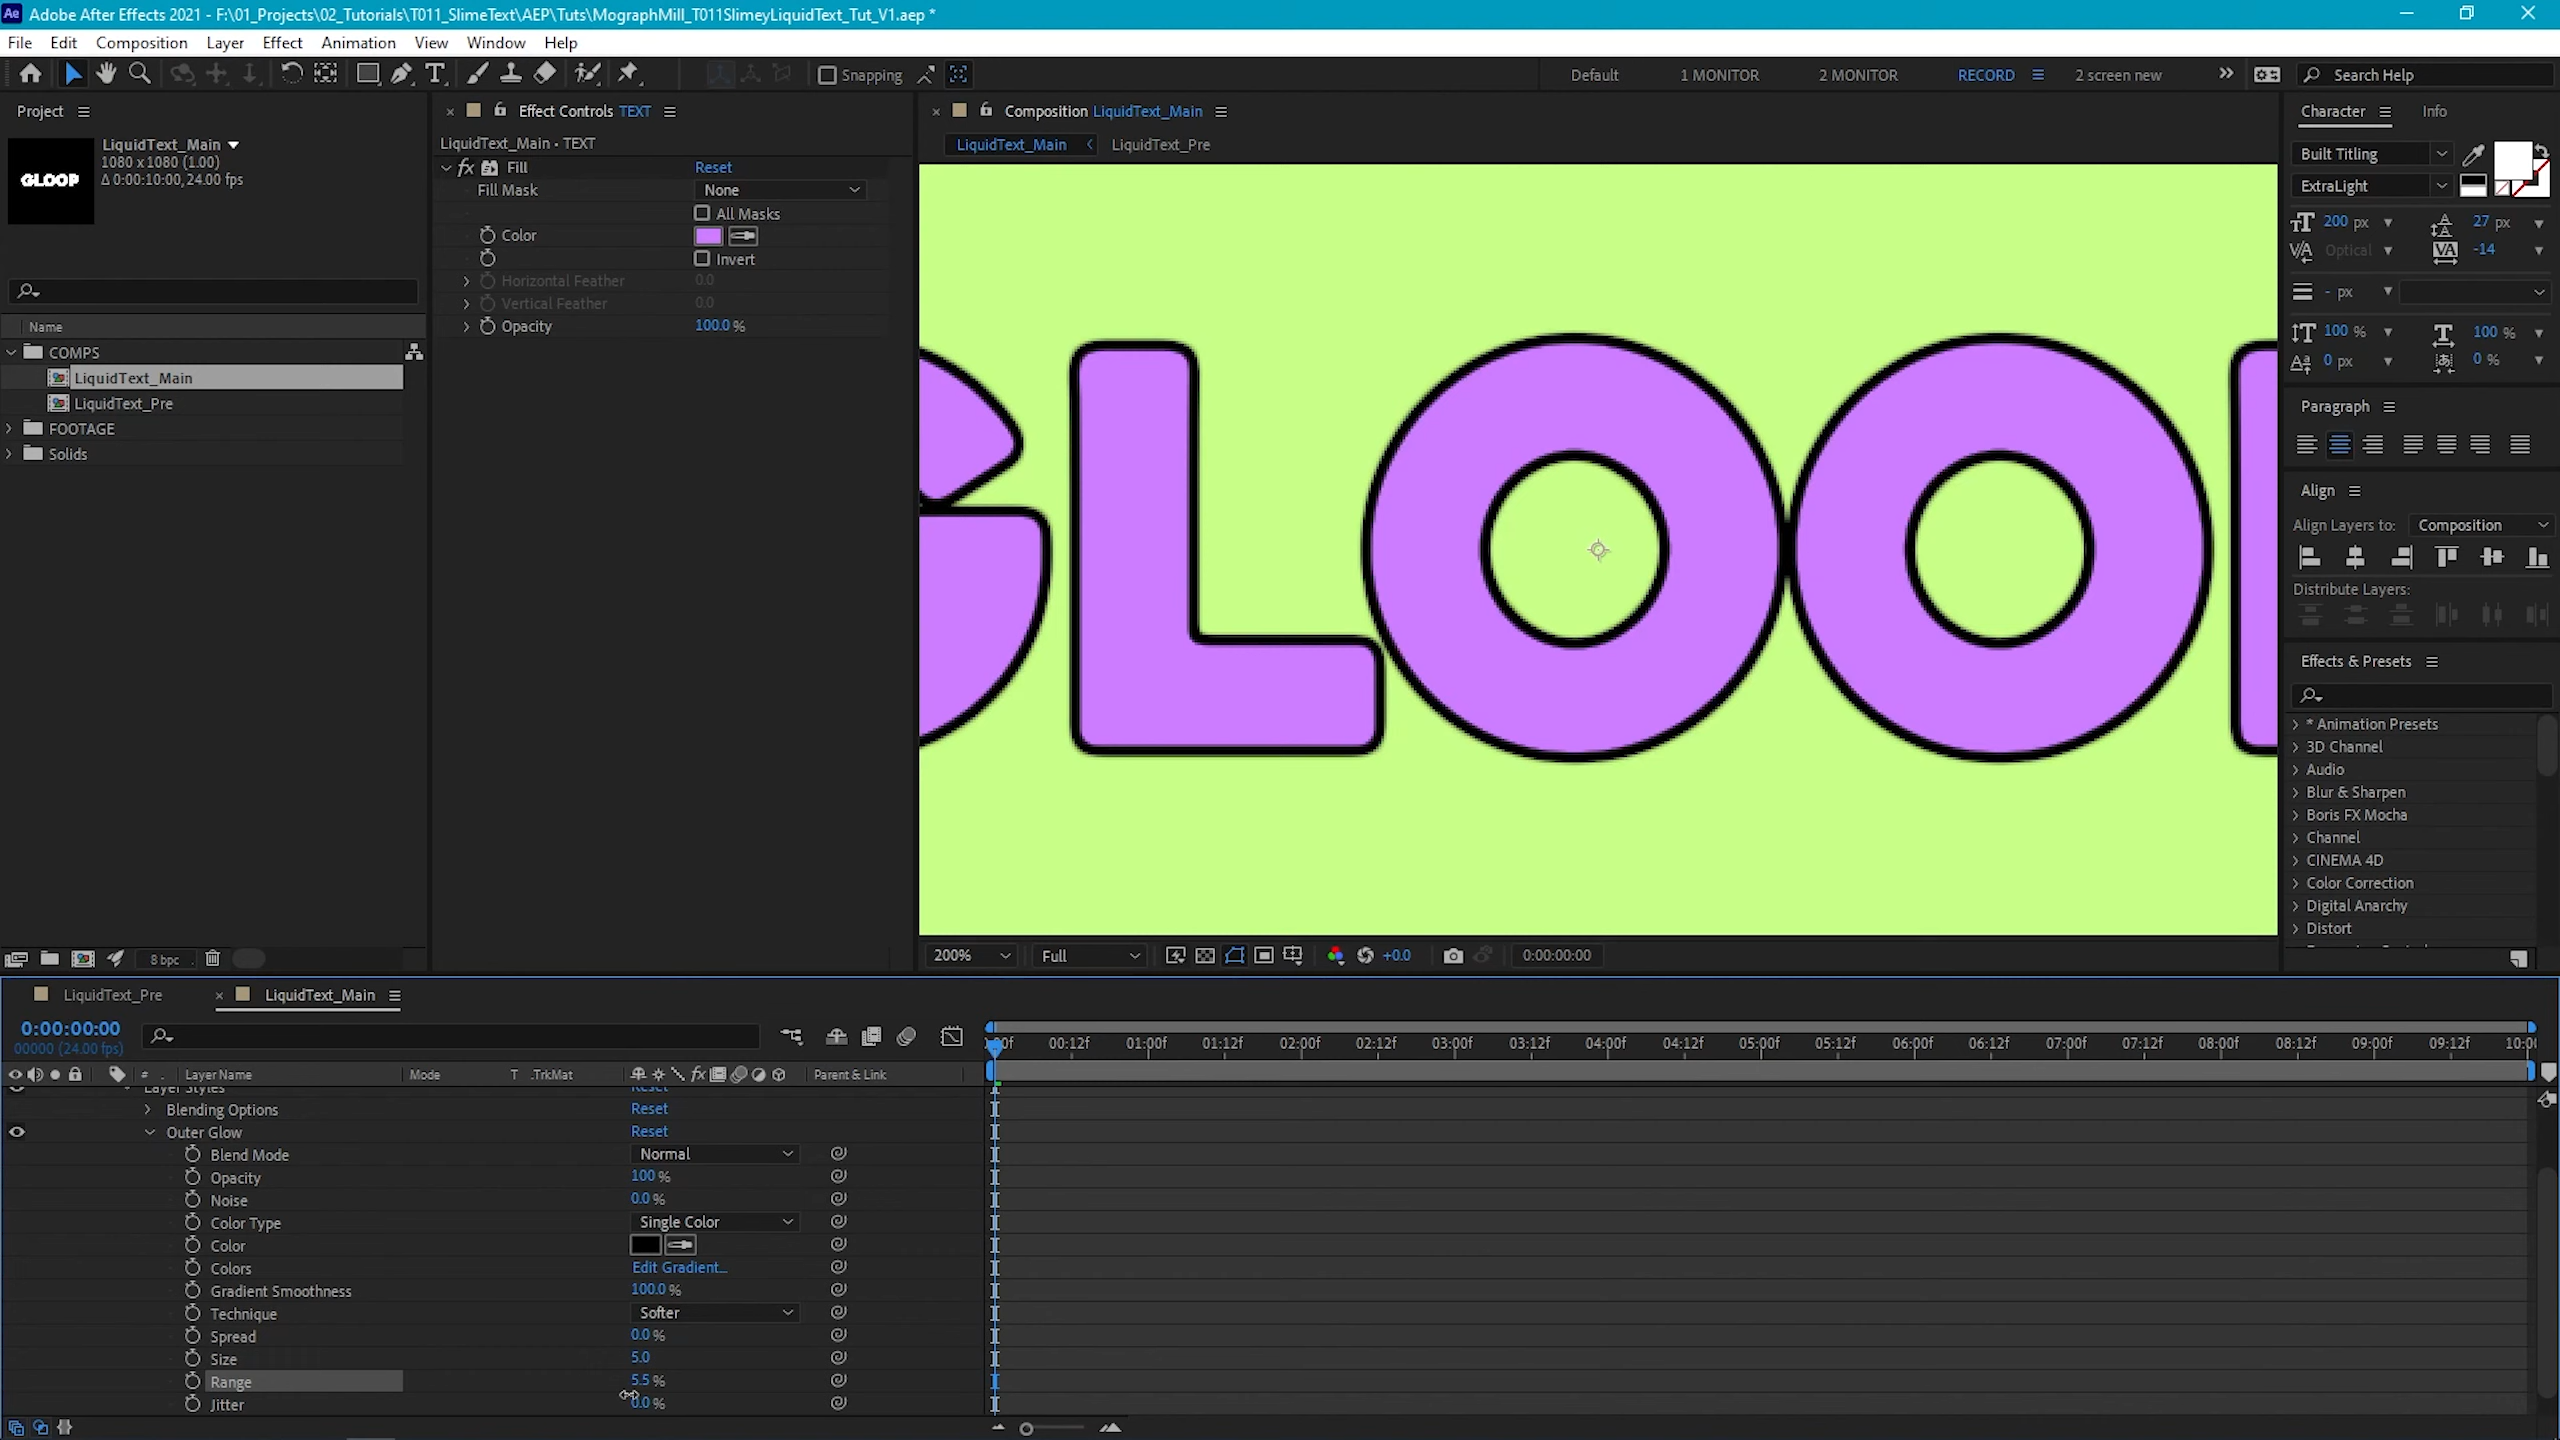 Adobe After Effects 2021 - F:\01_Projects\02_Tutorials\T011_SlimeText\AEP\Tuts\MographMill_T011SlimeyLiquidText_Tut_V1.aep *
File Edit Composition Layer Effect Animation View Window Help
Snapping Default 1 MONITOR 2 MONITOR RECORD 2 screen new Search Help
Project
LiquidText_Main
1080 x 1080 (1.00)
Δ 0:00:10:00, 24.00 fps
GLOOP
Name
COMPS
LiquidText_Main
LiquidText_Pre
FOOTAGE
Solids
8 bpc
Effect Controls TEXT
LiquidText_Main • TEXT
fx Fill Reset
Fill Mask None
All Masks
Color
Invert
Horizontal Feather 0.0
Vertical Feather 0.0
Opacity 100.0 %
Composition LiquidText_Main
LiquidText_Main LiquidText_Pre
GLOO
200% Full +0.0 0:00:00:00
Character Info
Built Titling
ExtraLight
200 px 27 px
Optical -14
- px
100 % 100 %
0 px 0 %
Paragraph
Align
Align Layers to: Composition
Distribute Layers:
Effects & Presets
* Animation Presets
3D Channel
Audio
Blur & Sharpen
Boris FX Mocha
Channel
CINEMA 4D
Color Correction
Digital Anarchy
Distort
LiquidText_Pre LiquidText_Main
0:00:00:00
00000 (24.00 fps)
00:12f 01:00f 01:12f 02:00f 02:12f 03:00f 03:12f 04:00f 04:12f 05:00f 05:12f 06:00f 06:12f 07:00f 07:12f 08:00f 08:12f 09:00f 09:12f
# Layer Name Mode T .TrkMat Parent & Link
Layer Styles Reset
Blending Options Reset
Outer Glow Reset
Blend Mode Normal
Opacity 100 %
Noise 0.0 %
Color Type Single Color
Color
Colors Edit Gradient...
Gradient Smoothness 100.0 %
Technique Softer
Spread 0.0 %
Size 5.0
Range 5.5 %
Jitter 0.0 %